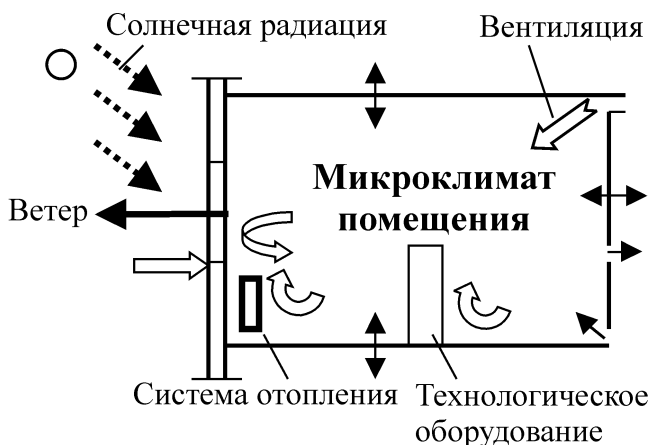 Солнечная радиация
Вентиляция
Микроклимат
помещения
Ветер
Система отопления
Технологическое
оборудование